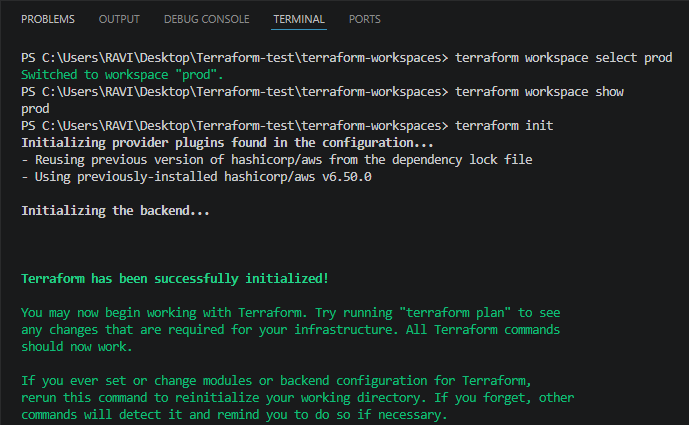 PROBLEMS OUTPUT DEBUG CONSOLE TERMINAL PORTS
PS C:\Users\RAVI\Desktop\Terraform-test\terraform-workspaces> terraform workspace select prod
Switched to workspace "prod".
PS C:\Users\RAVI\Desktop\Terraform-test\terraform-workspaces> terraform workspace show
prod
PS C:\Users\RAVI\Desktop\Terraform-test\terraform-workspaces> terraform init
Initializing provider plugins found in the configuration...
- Reusing previous version of hashicorp/aws from the dependency lock file
- Using previously-installed hashicorp/aws v6.50.0
Initializing the backend...
Terraform has been successfully initialized!
You may now begin working with Terraform. Try running "terraform plan" to see
any changes that are required for your infrastructure. All Terraform commands
should now work.
If you ever set or change modules or backend configuration for Terraform,
rerun this command to reinitialize your working directory. If you forget, other
commands will detect it and remind you to do so if necessary.